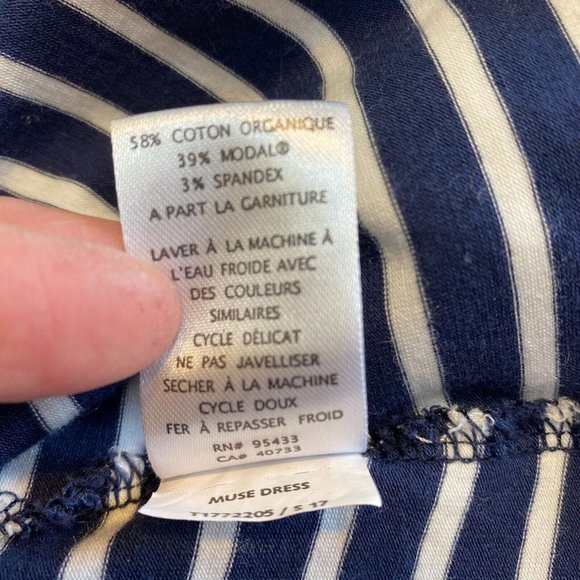 58% COTON ORGANIQUE
39% MODAL®
3% SPANDEX
A PART LA GARNITURE
LAVER À LA MACHINE À
L'EAU FROIDE AVEC
DES COULEURS
SIMILAIRES
CYCLE DÉLICAT
NE PAS JAVELLISER
SECHER À LA MACHINE
CYCLE DOUX
FER À REPASSER FROID
RN# 95433
CA# 40733
MUSE DRESS
T1772205 / S 17